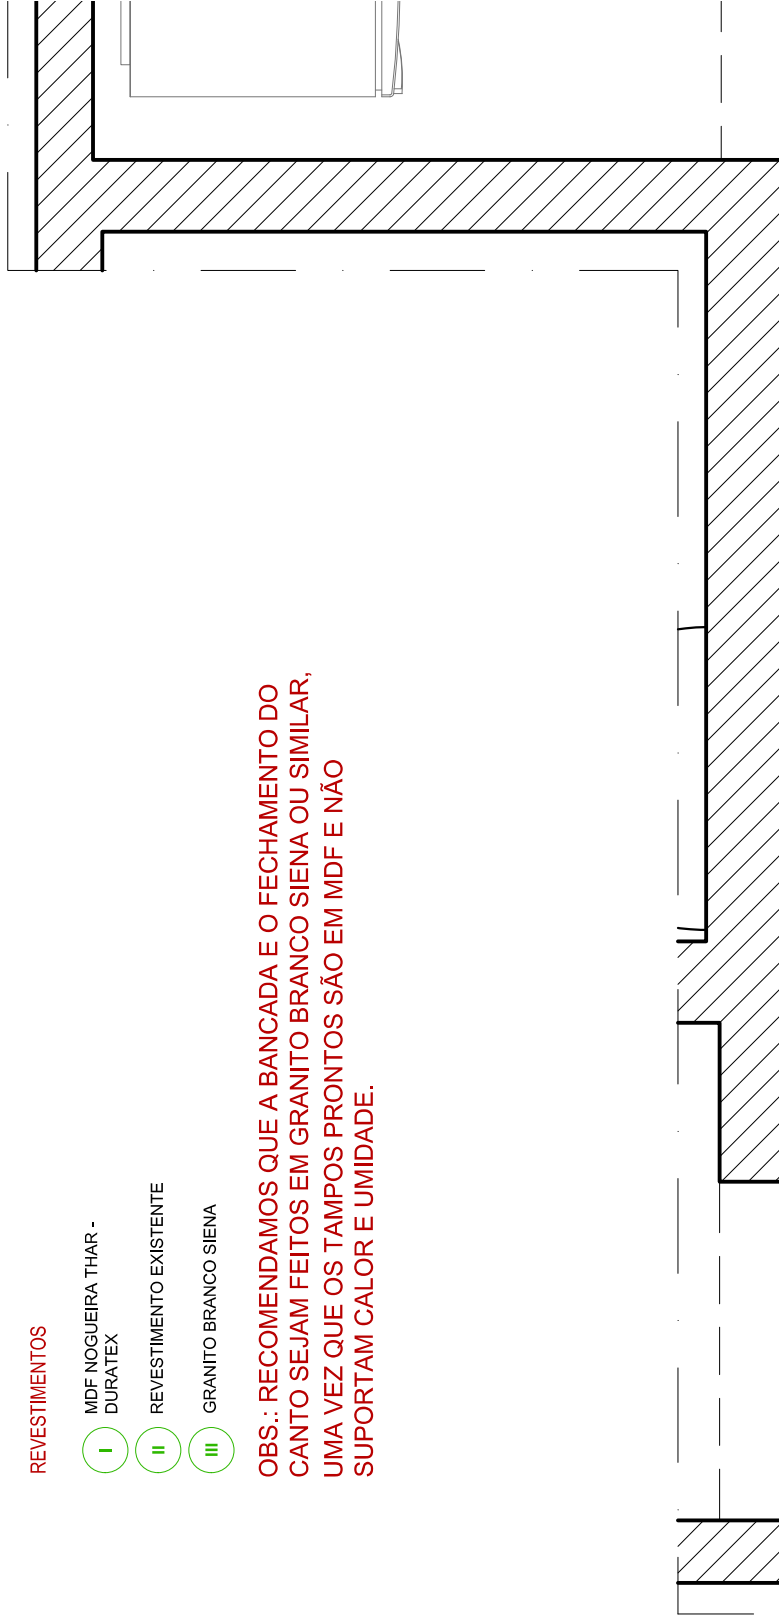 REVESTIMENTOS
I MDF NOGUEIRA THAR -
DURATEX
II REVESTIMENTO EXISTENTE
III GRANITO BRANCO SIENA
OBS.: RECOMENDAMOS QUE A BANCADA E O FECHAMENTO DO
CANTO SEJAM FEITOS EM GRANITO BRANCO SIENA OU SIMILAR,
UMA VEZ QUE OS TAMPOS PRONTOS SÃO EM MDF E NÃO
SUPORTAM CALOR E UMIDADE.